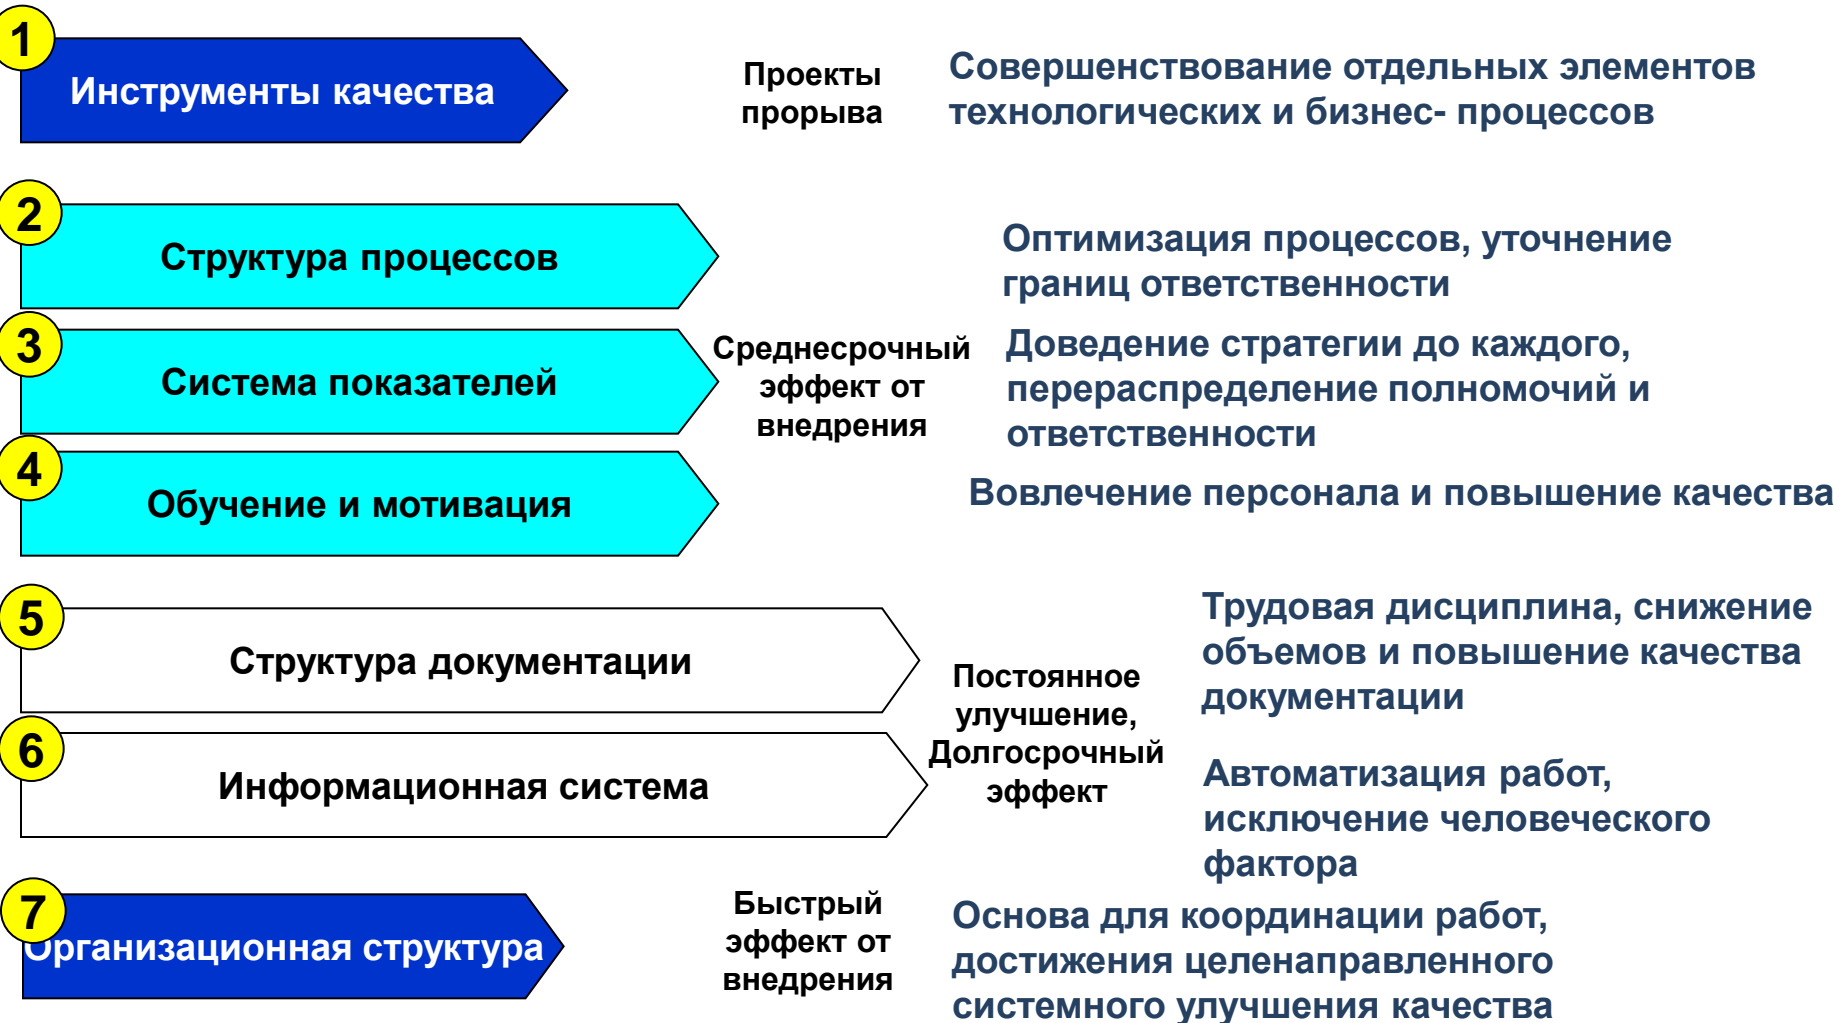 1
Инструменты качества
Проекты
прорыва
Совершенствование отдельных элементов
технологических и бизнес- процессов
2
Структура процессов
Оптимизация процессов, уточнение
границ ответственности
3
Система показателей
Среднесрочный
эффект от
внедрения
Доведение стратегии до каждого,
перераспределение полномочий и
ответственности
4
Обучение и мотивация
Вовлечение персонала и повышение качества
5
Структура документации
Трудовая дисциплина, снижение
объемов и повышение качества
документации
Постоянное
улучшение,
Долгосрочный
эффект
6
Информационная система
Автоматизация работ,
исключение человеческого
фактора
7
Организационная структура
Быстрый
эффект от
внедрения
Основа для координации работ,
достижения целенаправленного
системного улучшения качества